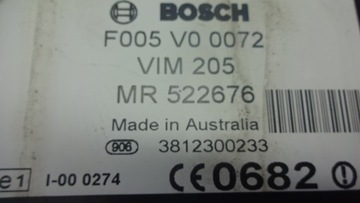 BOSCH
F005 V0 0072
VIM 205
MR 522676
Made in Australia
906 3812300233
e1 I-00 0274 CE0682